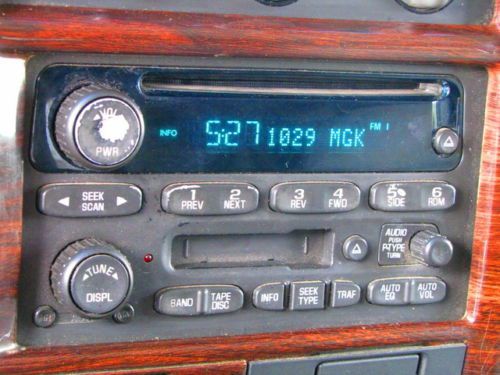 VOL
PWR
INFO
5:27 1029 MGK
FM 1
SEEK
SCAN
1 2
PREV NEXT
3 4
REV FWD
5 6
SIDE RDM
AUDIO
PUSH
P-TYPE
TURN
TUNE
DISPL
BAND
TAPE
DISC
INFO
SEEK
TYPE
TRAF
AUTO
EQ
AUTO
VOL